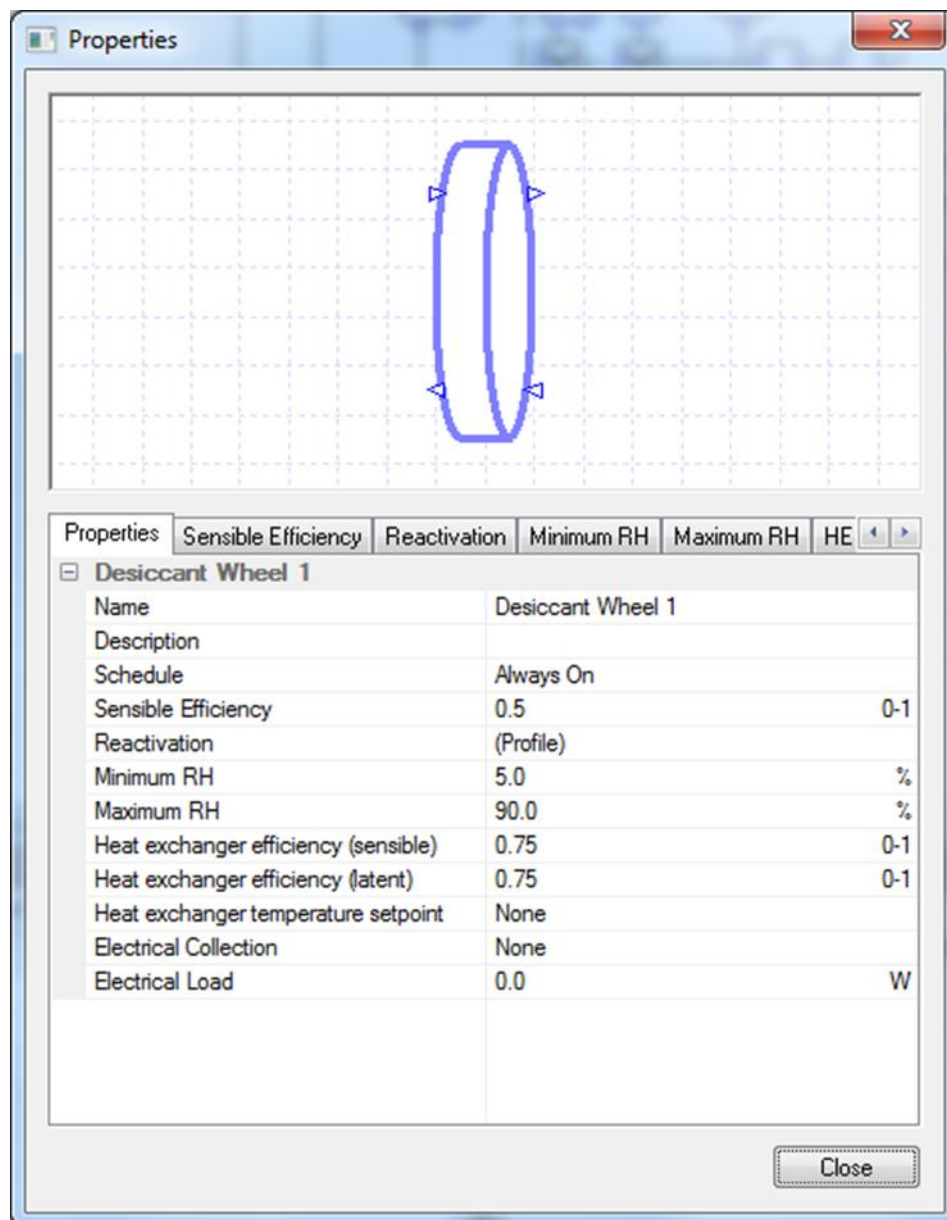 Properties
Properties Sensible Efficiency Reactivation Minimum RH Maximum RH HE
Desiccant Wheel 1
Name Desiccant Wheel 1
Description
Schedule Always On
Sensible Efficiency 0.5 0-1
Reactivation (Profile)
Minimum RH 5.0 %
Maximum RH 90.0 %
Heat exchanger efficiency (sensible) 0.75 0-1
Heat exchanger efficiency (latent) 0.75 0-1
Heat exchanger temperature setpoint None
Electrical Collection None
Electrical Load 0.0 W
Close